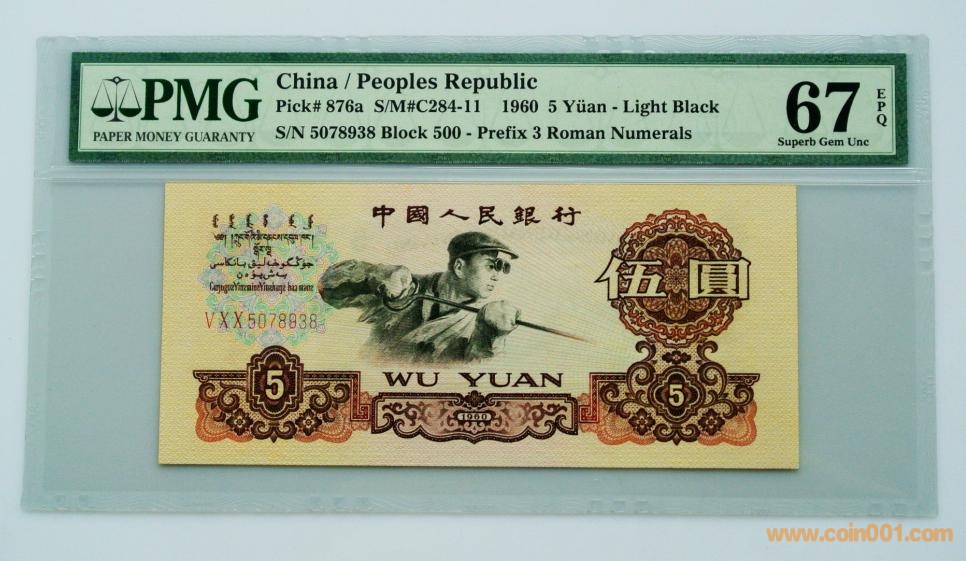 PMG
PAPER MONEY GUARANTY
China / Peoples Republic
Pick# 876a S/M#C284-11 1960 5 Yüan - Light Black
S/N 5078938 Block 500 - Prefix 3 Roman Numerals
67
EPQ
Superb Gem Unc
中國人民銀行
伍圓
VXX5078938
5
WU YUAN
1960
5
www.coin001.com